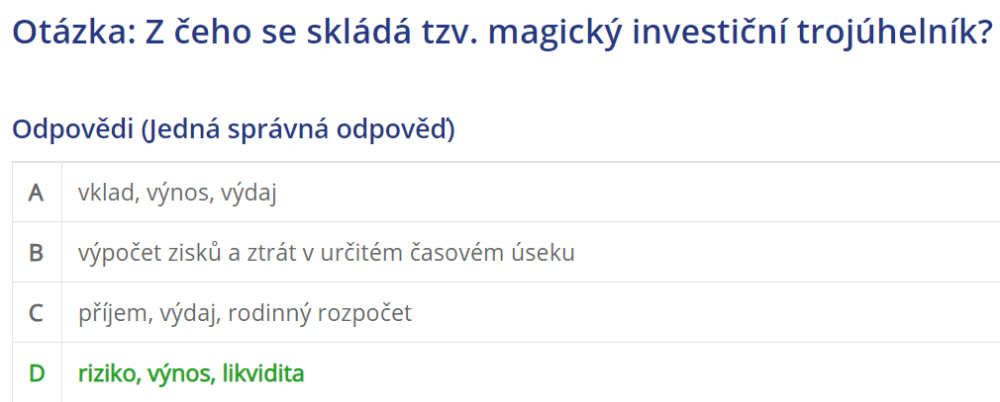 Otázka: Z čeho se skládá tzv. magický investiční trojúhelník?
Odpovědi (Jedná správná odpověď)
A vklad, výnos, výdaj
B výpočet zisků a ztrát v určitém časovém úseku
C příjem, výdaj, rodinný rozpočet
D riziko, výnos, likvidita